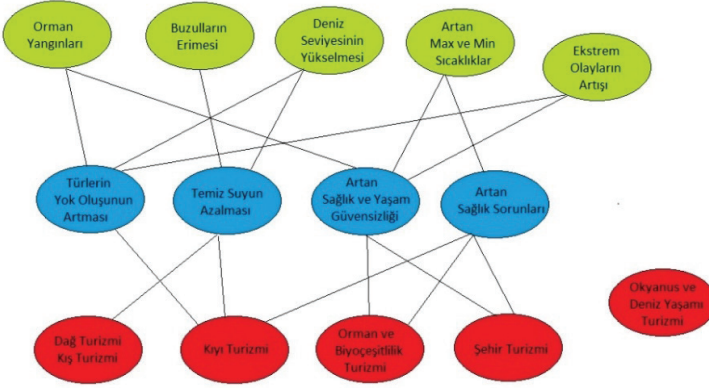 Orman
Yangınları
Buzulların
Erimesi
Deniz
Seviyesinin
Yükselmesi
Artan
Max ve Min
Sıcaklıklar
Ekstrem
Olayların
Artışı
Türlerin
Yok Oluşunun
Artması
Temiz Suyun
Azalması
Artan
Sağlık ve Yaşam
Güvensizliği
Artan
Sağlık Sorunları
Okyanus ve
Deniz Yaşamı
Turizmi
Dağ Turizmi
Kış Turizmi
Kıyı Turizmi
Orman ve
Biyoçeşitlilik
Turizmi
Şehir Turizmi